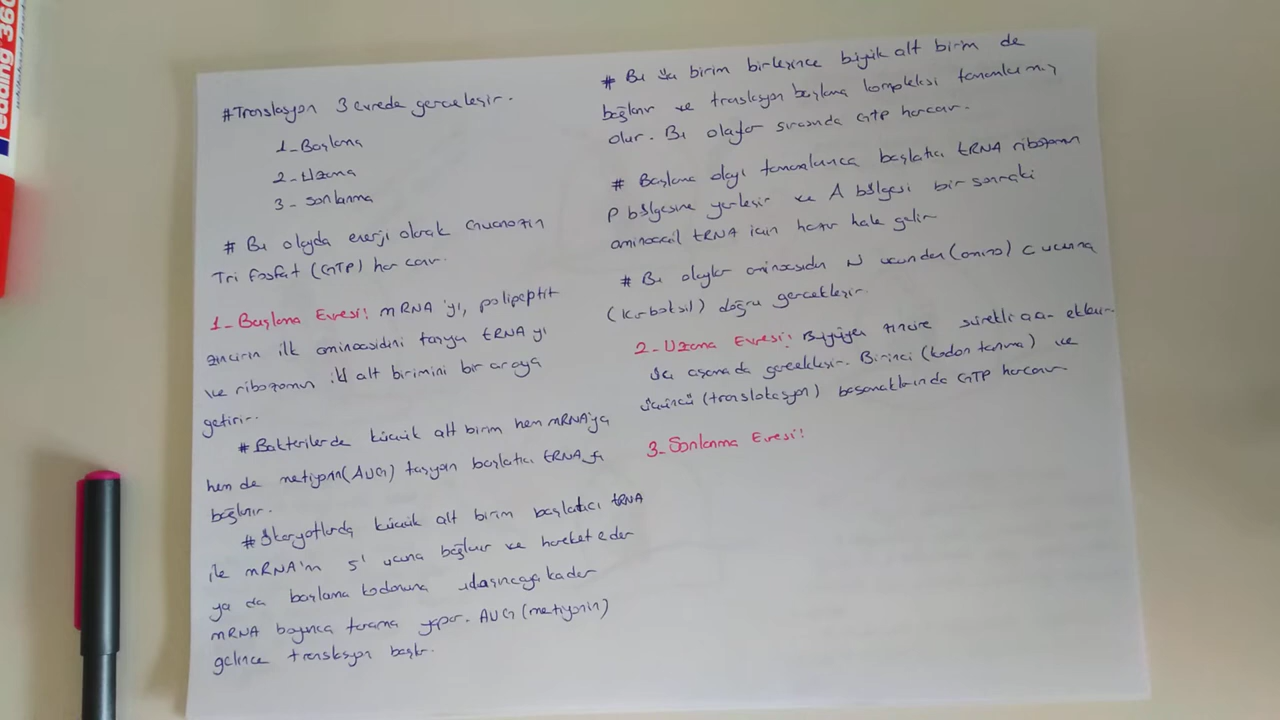 edding 360
#Translasyon 3 evrede gerçekleşir.
1-Başlama
2-Uzama
3-Sonlanma
# Bu olayda enerji olarak Guanozin
Tri fosfat (GTP) harcanır.
1-Başlama Evresi! mRNA'yı, polipeptit
zincirin ilk aminoasidini taşıyan tRNA yı
ve ribozomun iki alt birimini bir araya
getirir.
#Bakterilerde küçük alt birim hem mRNA'ya
hem de metiyonin(AUG) taşıyan başlatıcı tRNA ya
bağlanır.
#Ökaryotlarda küçük alt birim başlatıcı tRNA
ile mRNA'nın 5' ucuna bağlanır ve hareket eder
ya da başlama kodonuna ulaşıncaya kadar
mRNA boyunca tarama yapar. AUG (metiyonin)
gelince translasyon başlar.
# Bu üç birim birleşince büyük alt birim de
bağlanır ve translasyon başlama kompleksi tamamlanmış
olur. Bu olaylar sırasında GTP harcanır.
# Başlama olayı tamamlanınca başlatıcı tRNA ribozomun
P bölgesine yerleşir ve A bölgesi bir sonraki
aminoaçil tRNA için hazır hale gelir
# Bu olaylar aminoasidin N ucundan (amino) C ucuna
(karboksil) doğru gerçekleşir.
2-Uzama Evresi! Büyüyen zincire sürekli a.a. eklenir.
Üç aşamada gerçekleşir. Birinci (kodon tanıma) ve
üçüncü (translokasyon) basamaklarında GTP harcanır
3-Sonlanma Evresi!